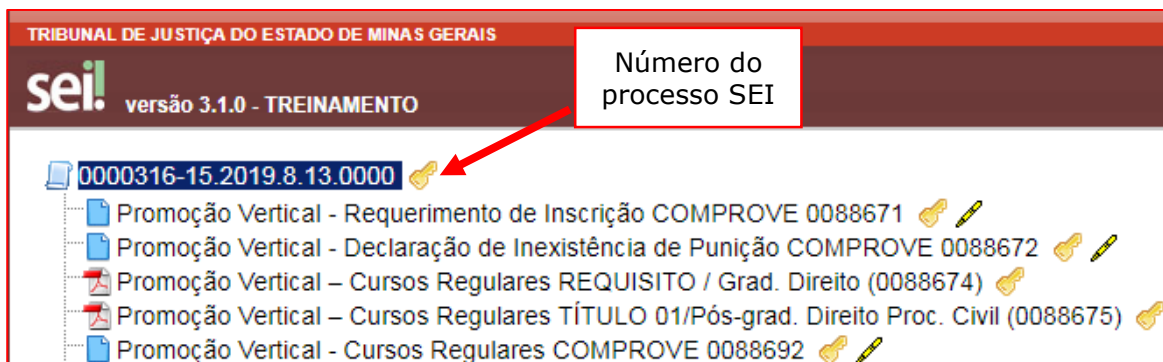 TRIBUNAL DE JUSTIÇA DO ESTADO DE MINAS GERAIS
sei!
versão 3.1.0 - TREINAMENTO
Número do
processo SEI
0000316-15.2019.8.13.0000
Promoção Vertical - Requerimento de Inscrição COMPROVE 0088671
Promoção Vertical - Declaração de Inexistência de Punição COMPROVE 0088672
Promoção Vertical – Cursos Regulares REQUISITO / Grad. Direito (0088674)
Promoção Vertical – Cursos Regulares TÍTULO 01/Pós-grad. Direito Proc. Civil (0088675)
Promoção Vertical - Cursos Regulares COMPROVE 0088692